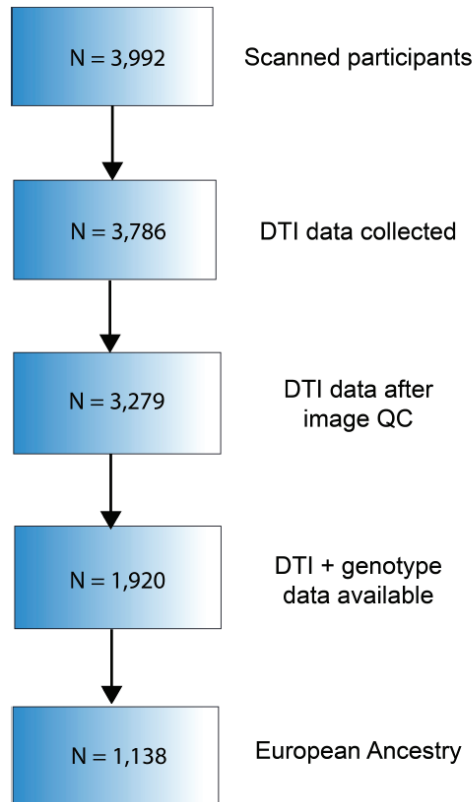 N = 3,992
Scanned participants
N = 3,786
DTI data collected
N = 3,279
DTI data after
image QC
N = 1,920
DTI + genotype
data available
N = 1,138
European Ancestry